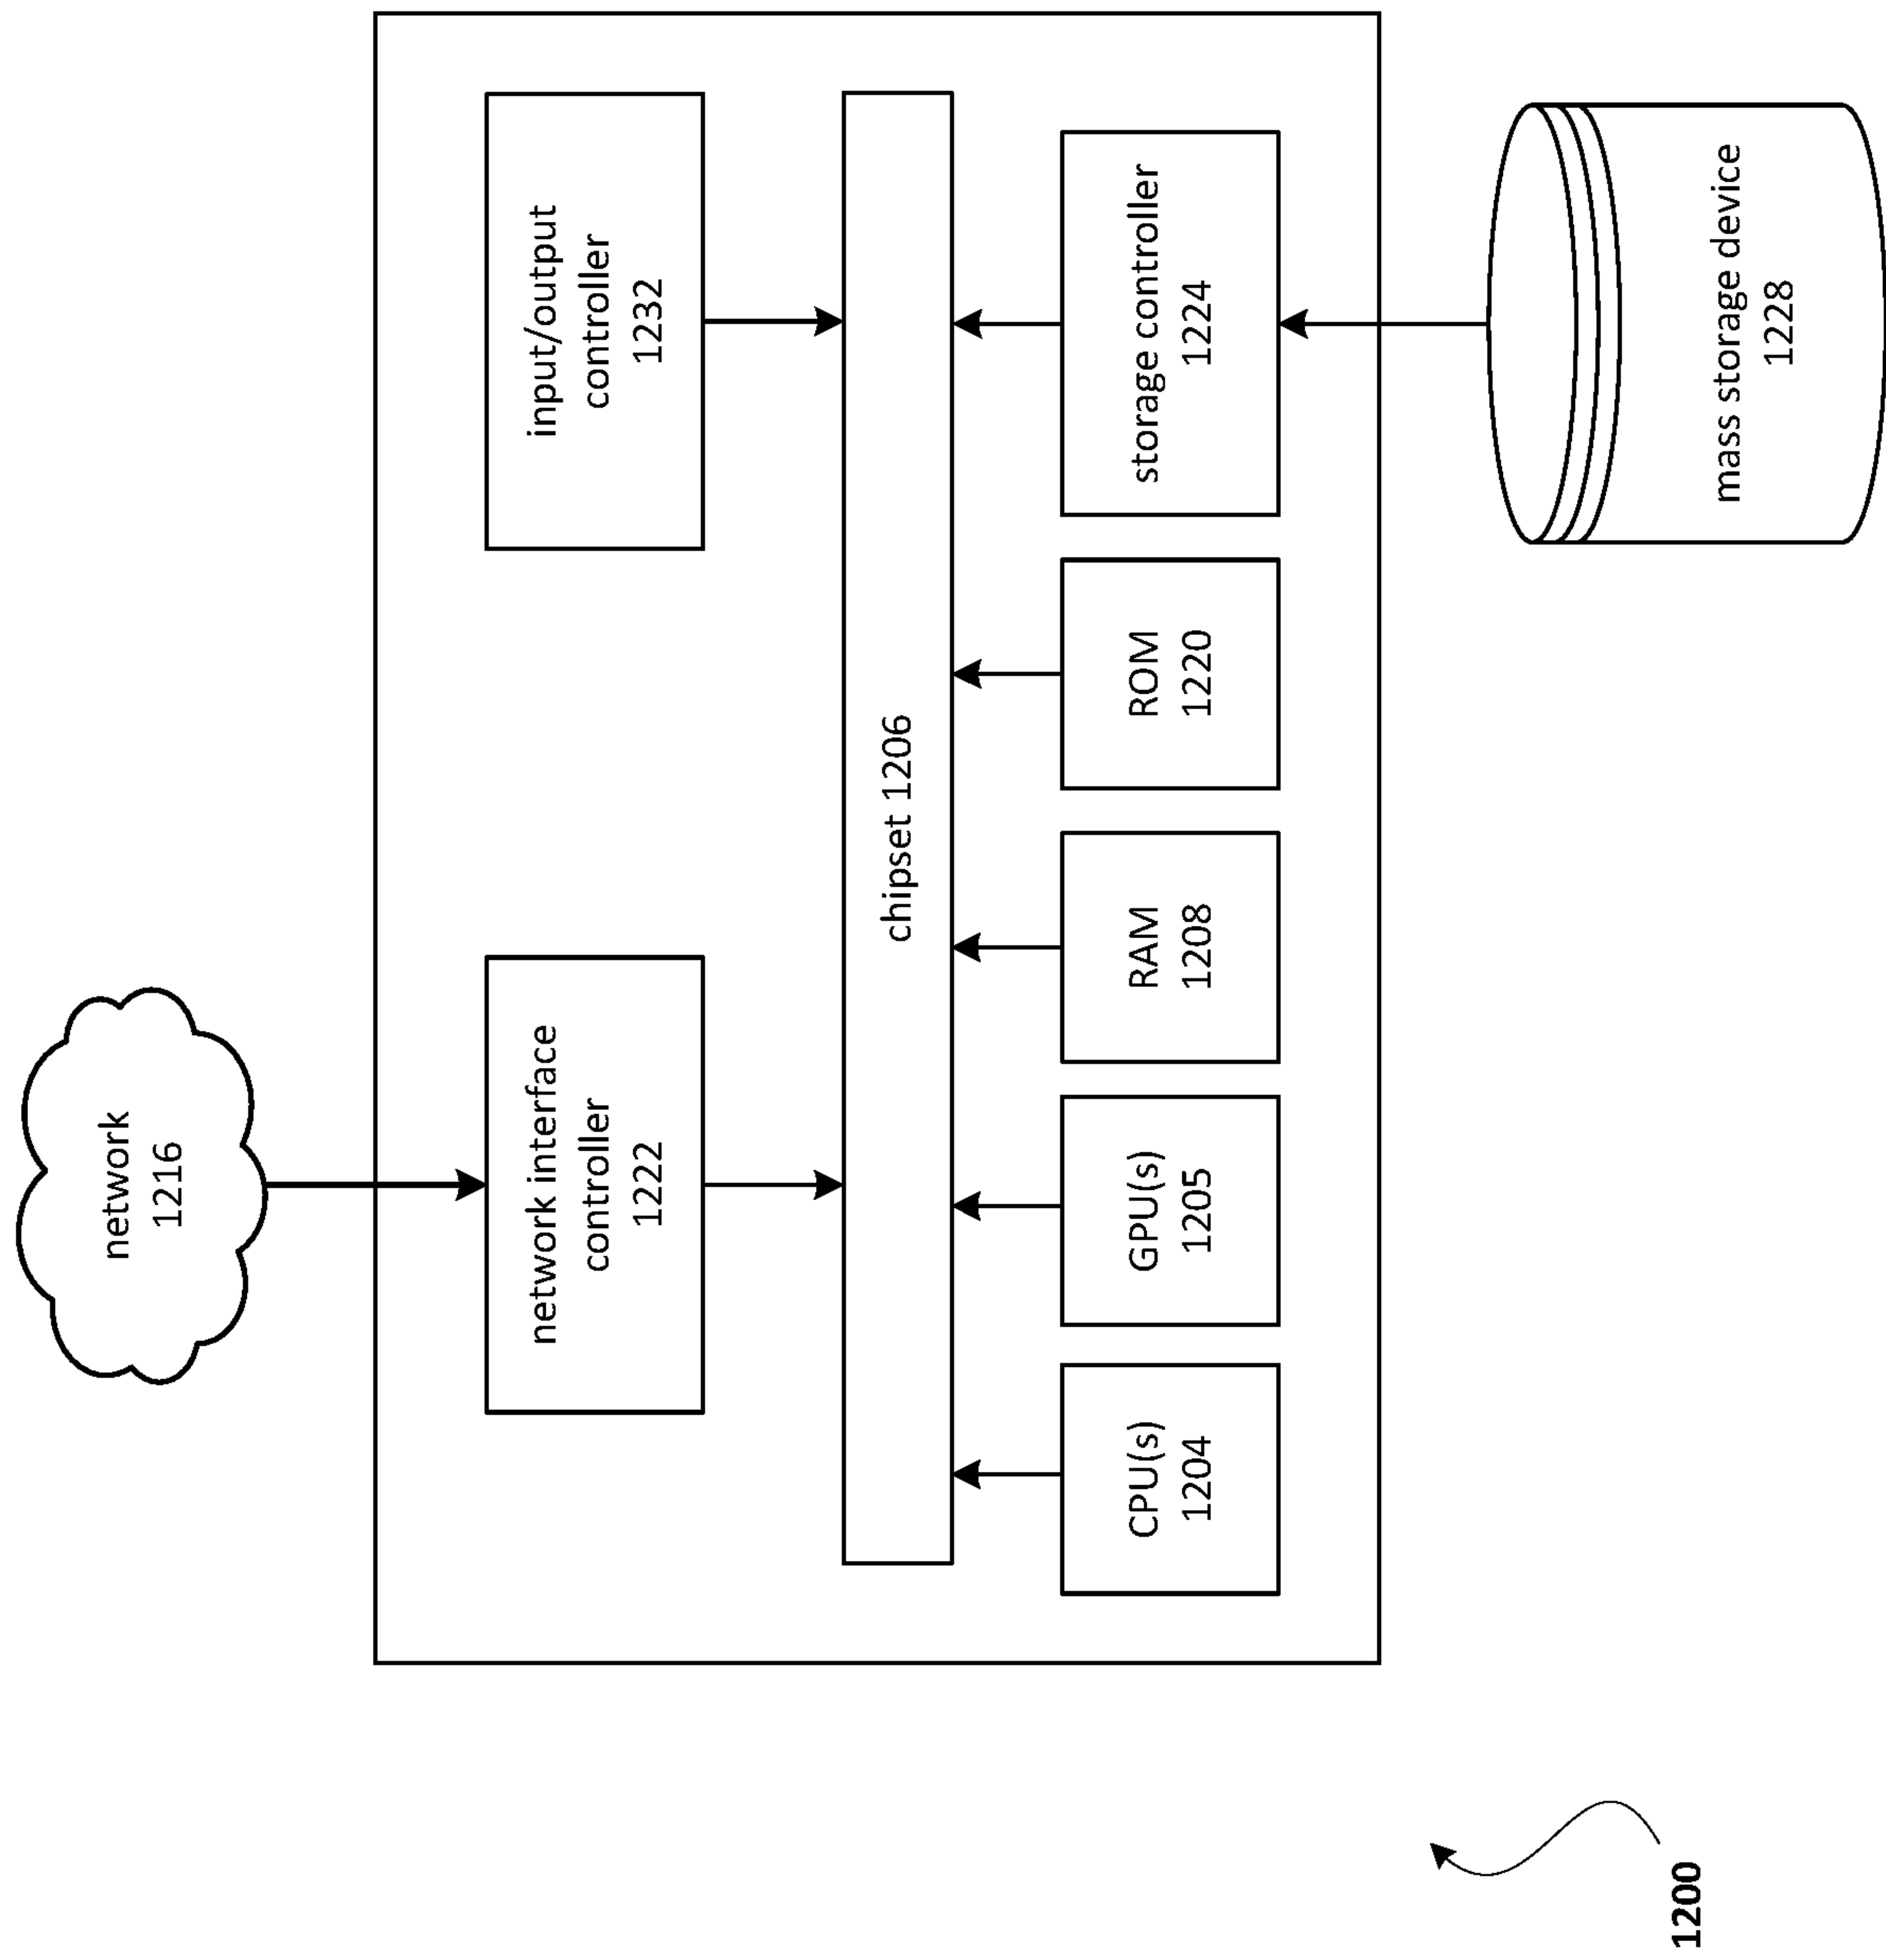 network
1216
network interface
controller
1222
input/output
controller
1232
chipset 1206
CPU(s)
1204
GPU(s)
1205
RAM
1208
ROM
1220
storage controller
1224
mass storage device
1228
1200